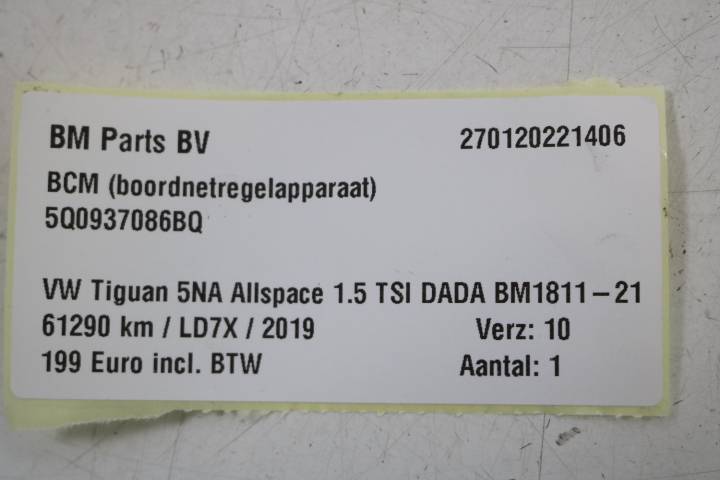 BM Parts BV 270120221406
BCM (boordnetregelapparaat)
5Q0937086BQ
VW Tiguan 5NA Allspace 1.5 TSI DADA BM1811-21
61290 km / LD7X / 2019 Verz: 10
199 Euro incl. BTW Aantal: 1